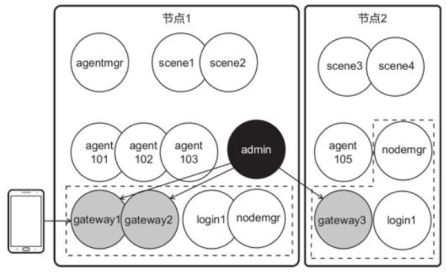 节点1
节点2
agentmgr
scene1
scene2
scene3
scene4
agent
101
agent
102
agent
103
admin
agent
105
nodemgr
gateway1
gateway2
login1
nodemgr
gateway3
login1